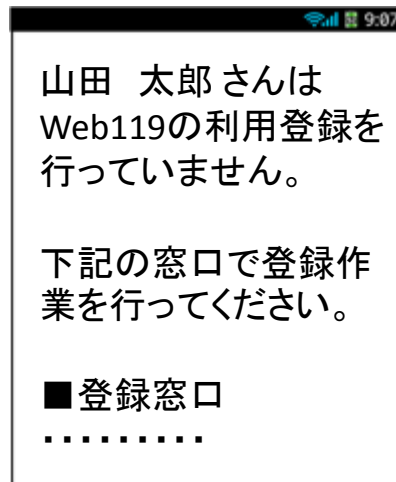 9:07
山田　太郎 さんは
Web119の利用登録を
行っていません。
下記の窓口で登録作
業を行ってください。
■登録窓口
・・・・・・・・・